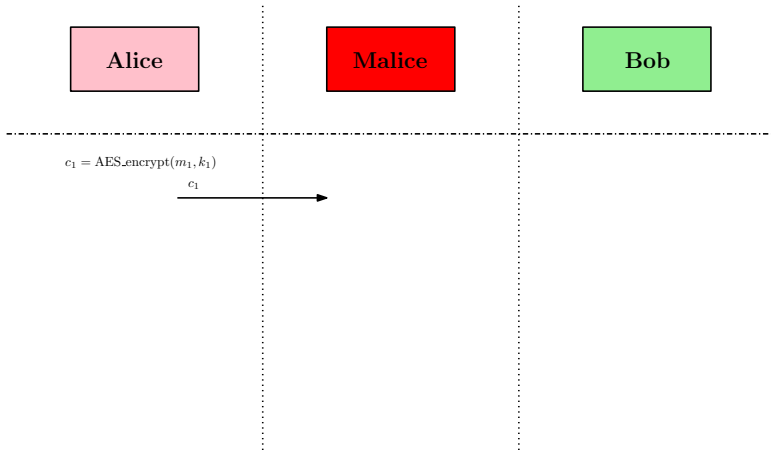 Alice
Malice
Bob
c₁ = AES_encrypt(m₁, k₁)
c₁